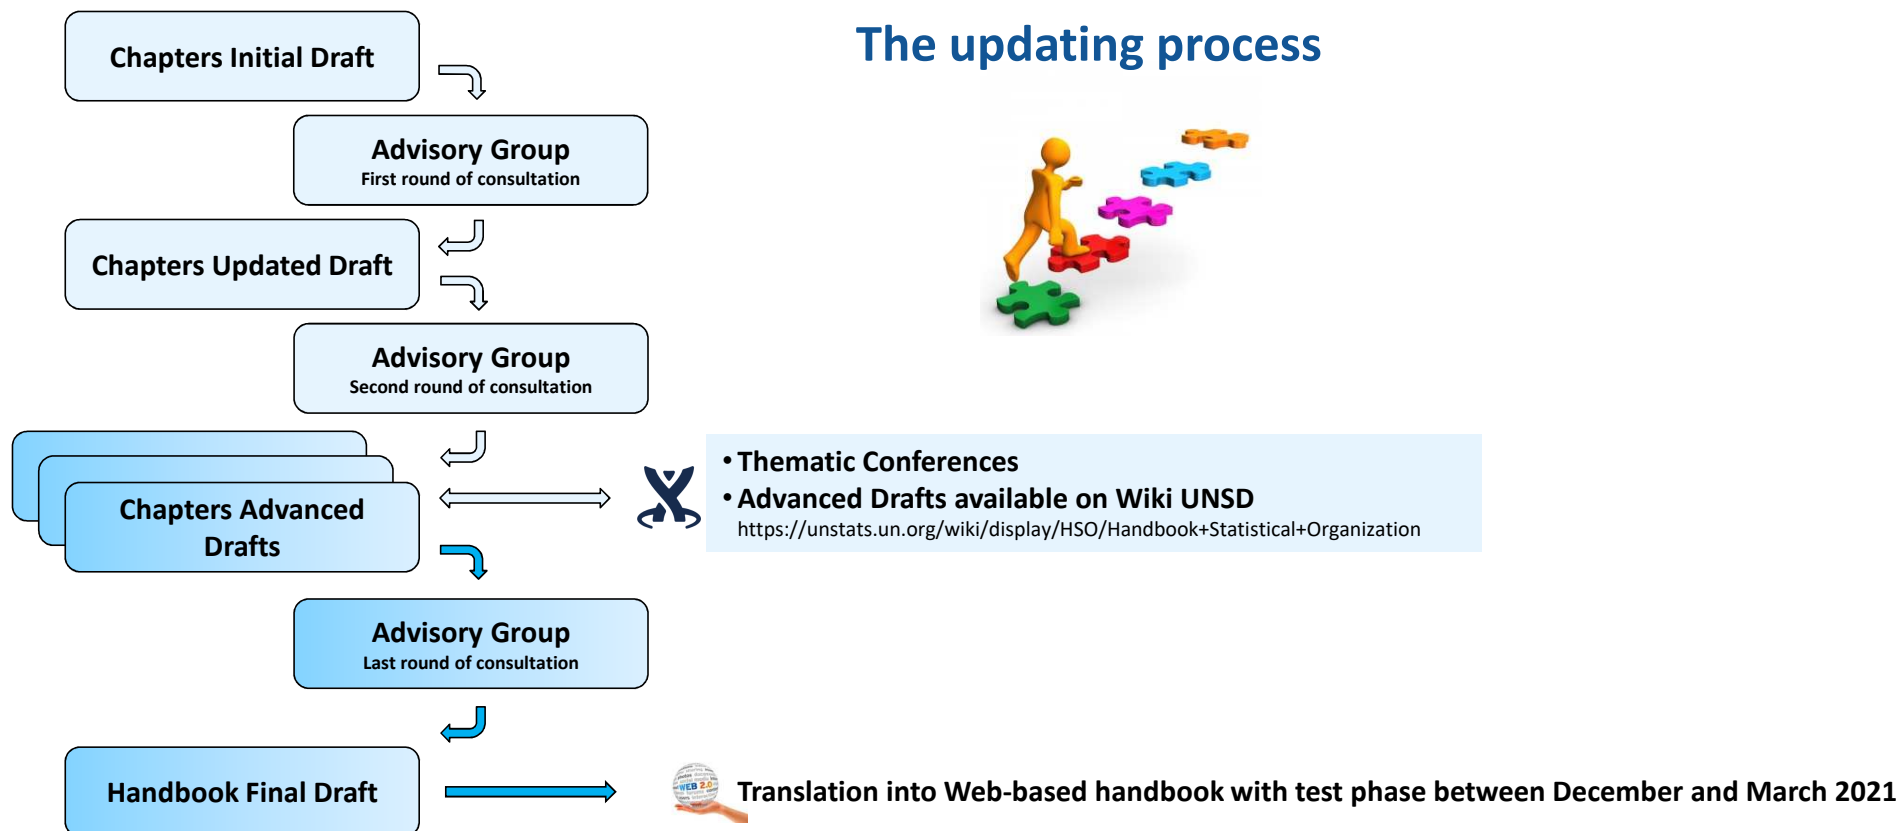 The updating process
Chapters Initial Draft
Advisory Group
First round of consultation
Chapters Updated Draft
Advisory Group
Second round of consultation
Chapters Advanced
Drafts
• Thematic Conferences
• Advanced Drafts available on Wiki UNSD
https://unstats.un.org/wiki/display/HSO/Handbook+Statistical+Organization
Advisory Group
Last round of consultation
Handbook Final Draft
WEB 2.0
Translation into Web-based handbook with test phase between December and March 2021